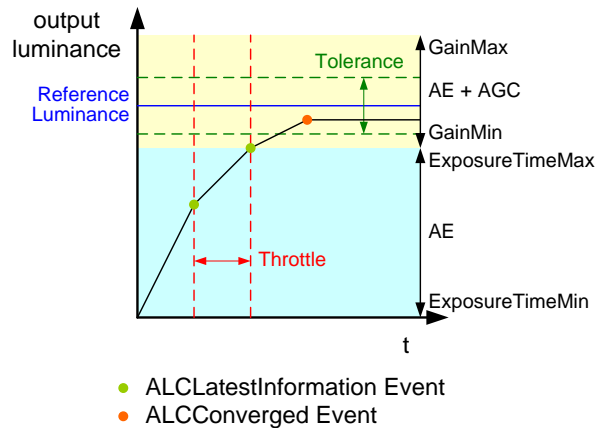 output
luminance
GainMax
Tolerance
AE + AGC
Reference
Luminance
GainMin
ExposureTimeMax
AE
Throttle
ExposureTimeMin
t
ALCLatestInformation Event
ALCConverged Event